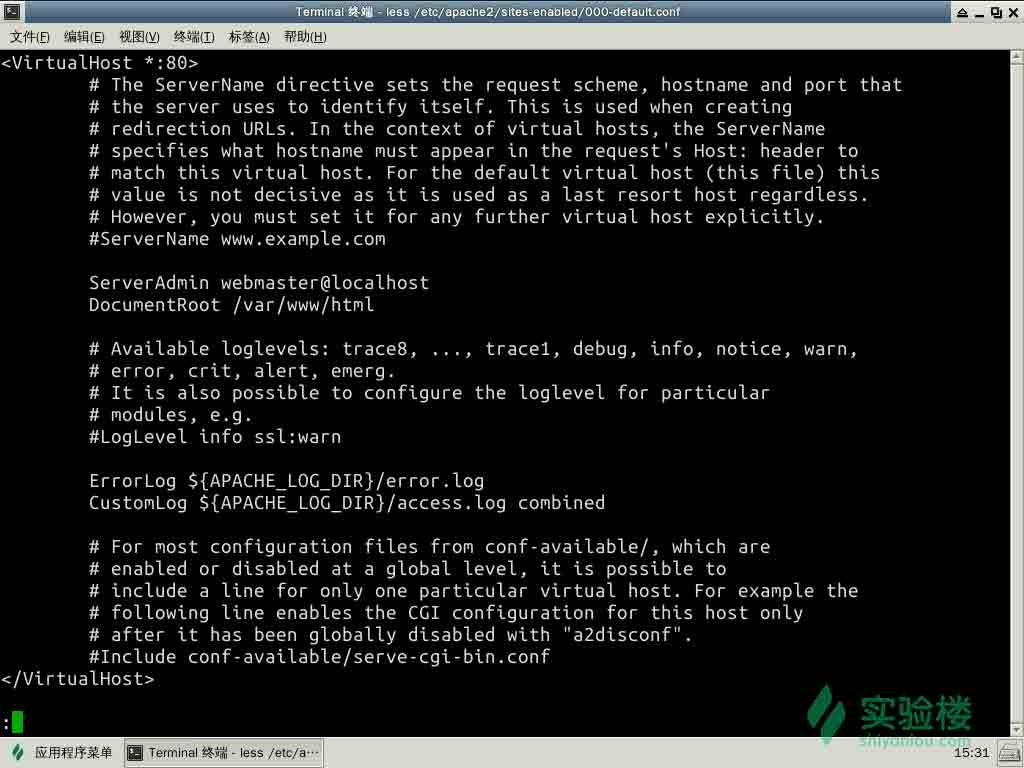 Terminal 终端 - less /etc/apache2/sites-enabled/000-default.conf
文件(F) 编辑(E) 视图(V) 终端(T) 标签(A) 帮助(H)
<VirtualHost *:80>
# The ServerName directive sets the request scheme, hostname and port that
# the server uses to identify itself. This is used when creating
# redirection URLs. In the context of virtual hosts, the ServerName
# specifies what hostname must appear in the request's Host: header to
# match this virtual host. For the default virtual host (this file) this
# value is not decisive as it is used as a last resort host regardless.
# However, you must set it for any further virtual host explicitly.
#ServerName www.example.com
ServerAdmin webmaster@localhost
DocumentRoot /var/www/html
# Available loglevels: trace8, ..., trace1, debug, info, notice, warn,
# error, crit, alert, emerg.
# It is also possible to configure the loglevel for particular
# modules, e.g.
#LogLevel info ssl:warn
ErrorLog ${APACHE_LOG_DIR}/error.log
CustomLog ${APACHE_LOG_DIR}/access.log combined
# For most configuration files from conf-available/, which are
# enabled or disabled at a global level, it is possible to
# include a line for only one particular virtual host. For example the
# following line enables the CGI configuration for this host only
# after it has been globally disabled with "a2disconf".
#Include conf-available/serve-cgi-bin.conf
</VirtualHost>
:
实验楼
shiyanlou.com
应用程序菜单 Terminal 终端 - less /etc/a··· 15:31